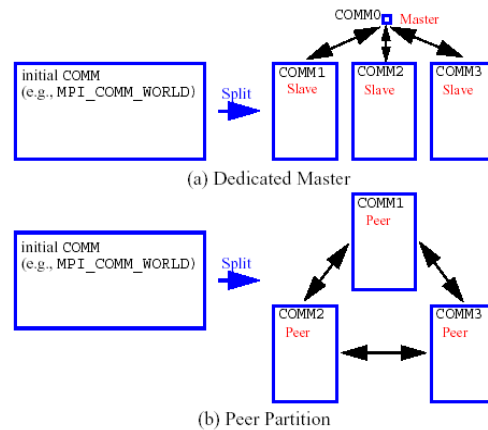 COMM0 Master
initial COMM
(e.g., MPI_COMM_WORLD)
Split
COMM1 COMM2 COMM3
Slave Slave Slave
(a) Dedicated Master
COMM1
Peer
initial COMM
(e.g., MPI_COMM_WORLD)
Split
COMM2 COMM3
Peer Peer
(b) Peer Partition